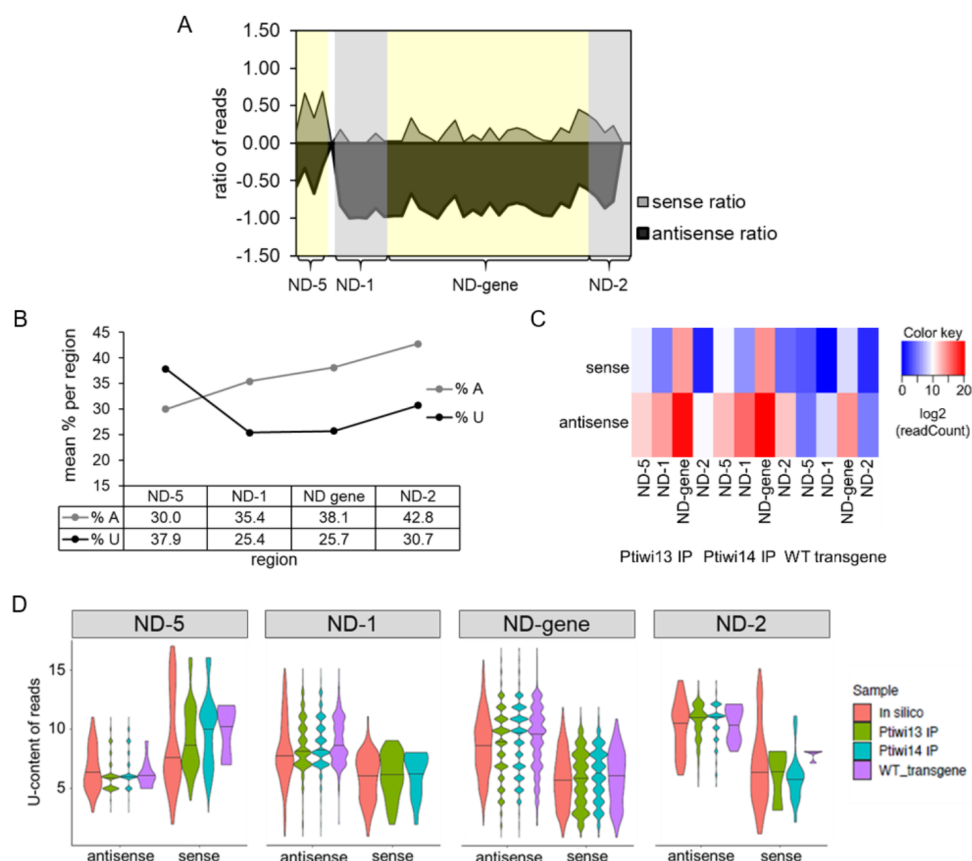 A
1.50
1.00
0.50
0.00
-0.50
-1.00
-1.50
ratio of reads
sense ratio
antisense ratio
ND-5 ND-1 ND-gene ND-2
B
45
40
35
30
25
20
15
mean % per region
% A
% U
ND-5 ND-1 ND gene ND-2
% A 30.0 35.4 38.1 42.8
% U 37.9 25.4 25.7 30.7
region
C
sense
antisense
ND-5 ND-1 ND-gene ND-2 ND-5 ND-1 ND-gene ND-2 ND-5 ND-1 ND-gene ND-2
Ptiwi13 IP Ptiwi14 IP WT transgene
Color key
0 10 20
log2
(readCount)
D
ND-5 ND-1 ND-gene ND-2
15
10
5
U-content of reads
antisense sense antisense sense antisense sense antisense sense
Sample
In silico
Ptiwi13 IP
Ptiwi14 IP
WT_transgene